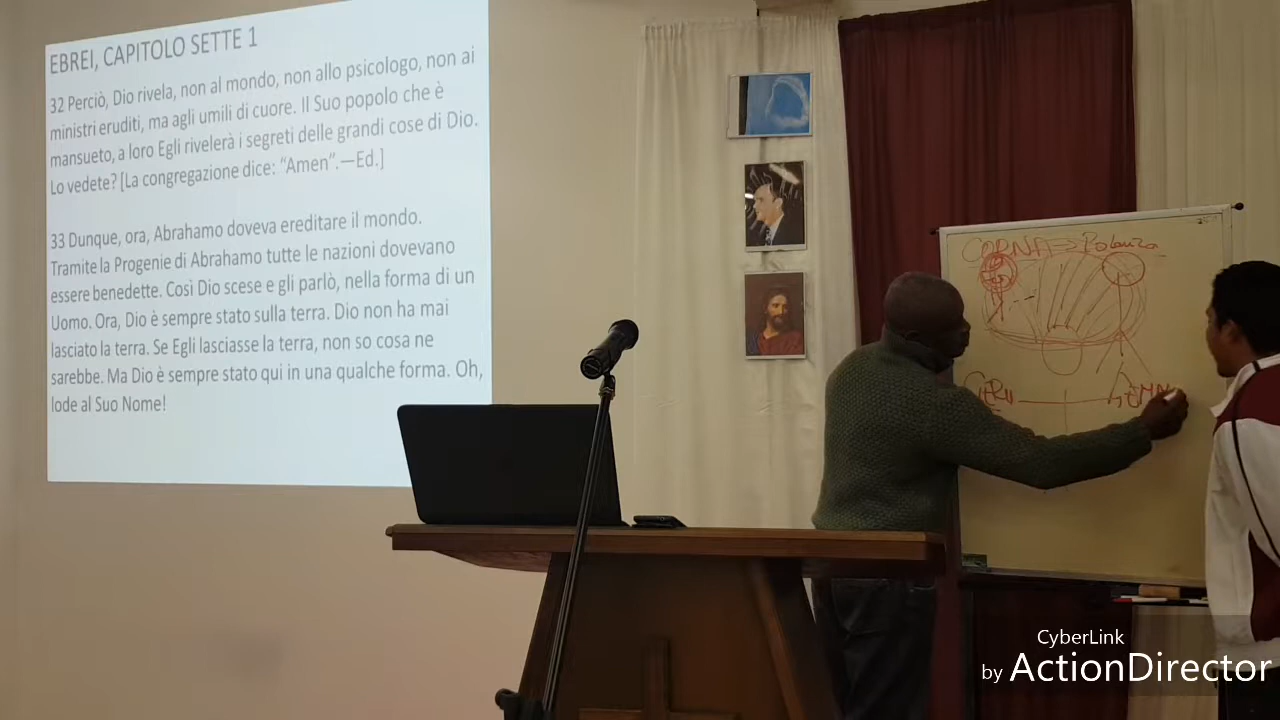 EBREI, CAPITOLO SETTE 1
32 Perciò, Dio rivela, non al mondo, non allo psicologo, non ai
ministri eruditi, ma agli umili di cuore. Il Suo popolo che è
mansueto, a loro Egli rivelerà i segreti delle grandi cose di Dio.
Lo vedete? [La congregazione dice: “Amen”.—Ed.]
33 Dunque, ora, Abrahamo doveva ereditare il mondo.
Tramite la Progenie di Abrahamo tutte le nazioni dovevano
essere benedette. Così Dio scese e gli parlò, nella forma di un
Uomo. Ora, Dio è sempre stato sulla terra. Dio non ha mai
lasciato la terra. Se Egli lasciasse la terra, non so cosa ne
sarebbe. Ma Dio è sempre stato qui in una qualche forma. Oh,
lode al Suo Nome!
CORNA ⇒
CyberLink
by ActionDirector